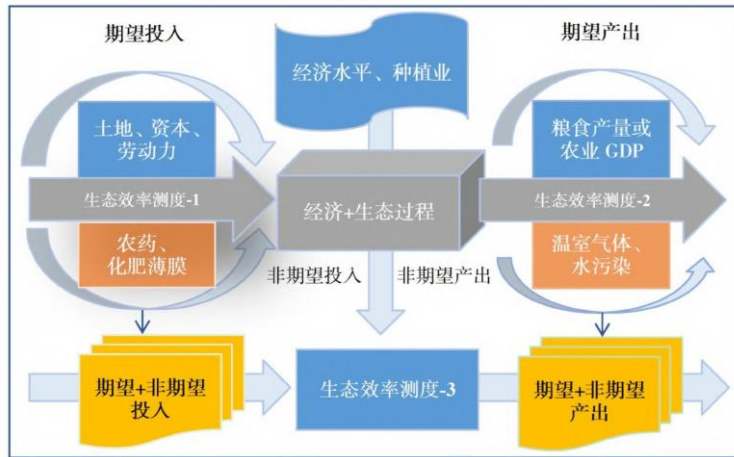 期望投入
期望产出
经济水平、种植业
土地、资本、
劳动力
粮食产量或
农业 GDP
生态效率测度-1
经济+生态过程
生态效率测度-2
农药、
化肥薄膜
温室气体、
水污染
非期望投入
非期望产出
期望+非期望
投入
生态效率测度-3
期望+非期望
产出